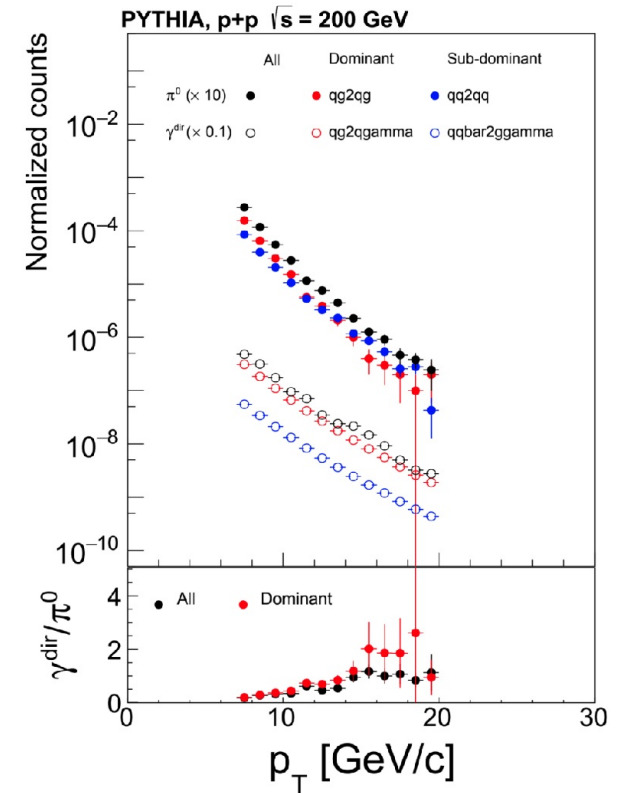 PYTHIA, p+p √s = 200 GeV
All Dominant Sub-dominant
π⁰ (× 10) qg2qg qq2qq
γᵈⁱʳ(× 0.1) qg2qgamma qqbar2ggamma
Normalized counts
10⁻²
10⁻⁴
10⁻⁶
10⁻⁸
10⁻¹⁰
All Dominant
γᵈⁱʳ/π⁰
4
2
0
0 10 20 30
p_T [GeV/c]